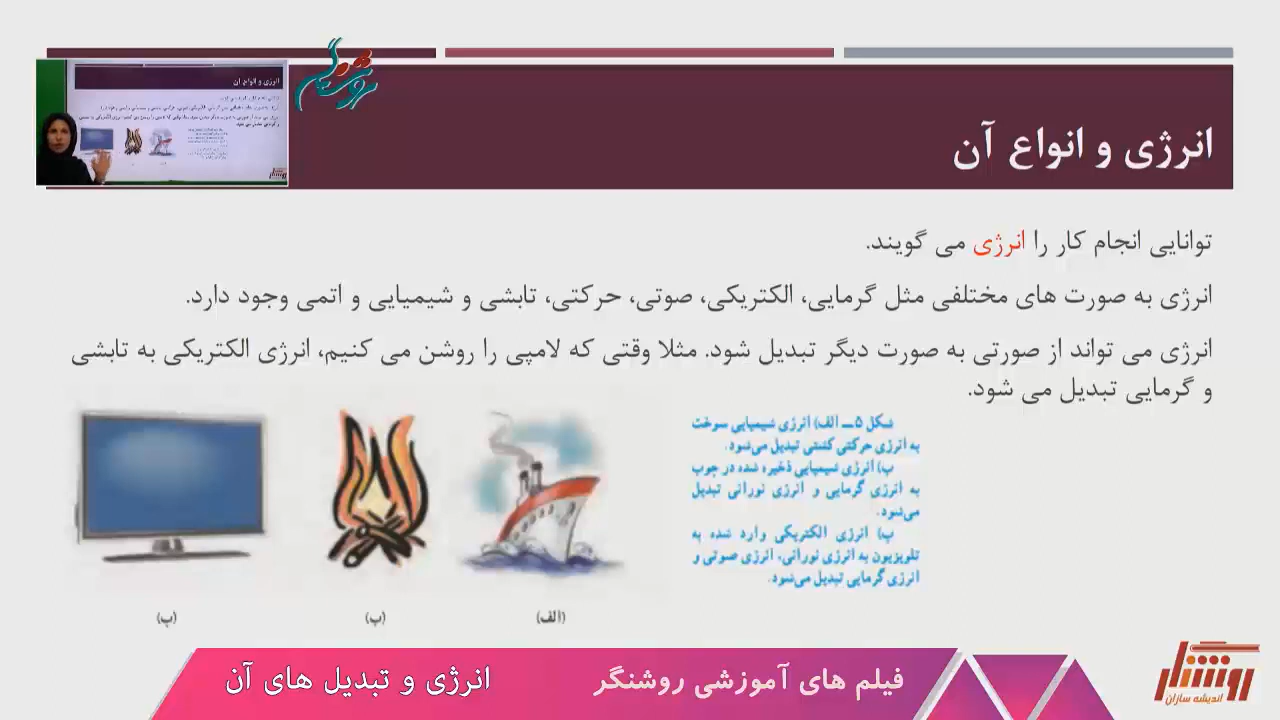 انرژی و انواع آن
توانایی انجام کار را انرژی می گویند.
انرژی به صورت های مختلفی مثل گرمایی، الکتریکی، صوتی، حرکتی، تابشی و شیمیایی و اتمی وجود دارد.
انرژی می تواند از صورتی به صورت دیگر تبدیل شود. مثلا وقتی که لامپی را روشن می کنیم، انرژی الکتریکی به تابشی
و گرمایی تبدیل می شود.
شکل ۵ــ الف) انرژی شیمیایی سوخت
به انرژی حرکتی کشتی تبدیل می‌شود.
ب) انرژی شیمیایی ذخیره شده در چوب
به انرژی گرمایی و انرژی نورانی تبدیل
می‌شود.
پ) انرژی الکتریکی وارد شده به
تلویزیون به انرژی نورانی، انرژی صوتی و
انرژی گرمایی تبدیل می‌شود.
(الف)
(ب)
(پ)
فیلم های آموزشی روشنگر
انرژی و تبدیل های آن
روشنگر
اندیشه سازان